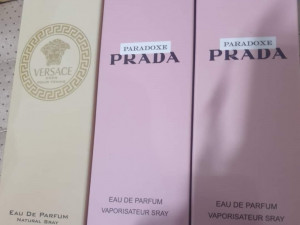 VERSACE
EAU DE PARFUM
NATURAL SRAY
PARADOXE
PRADA
EAU DE PARFUM
VAPORISATEUR SRAY
PARADOXE
PRADA
EAU DE PARFUM
VAPORISATEUR SRAY